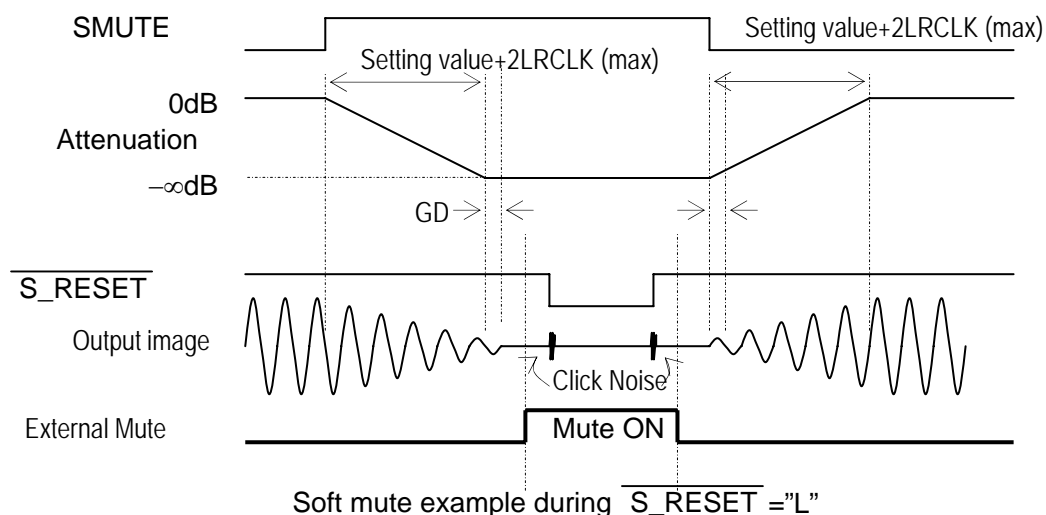 SMUTE
Setting value+2LRCLK (max)
Setting value+2LRCLK (max)
0dB
Attenuation
−∞dB
GD
S_RESET
Output image
Click Noise
External Mute
Mute ON
Soft mute example during S_RESET ="L"